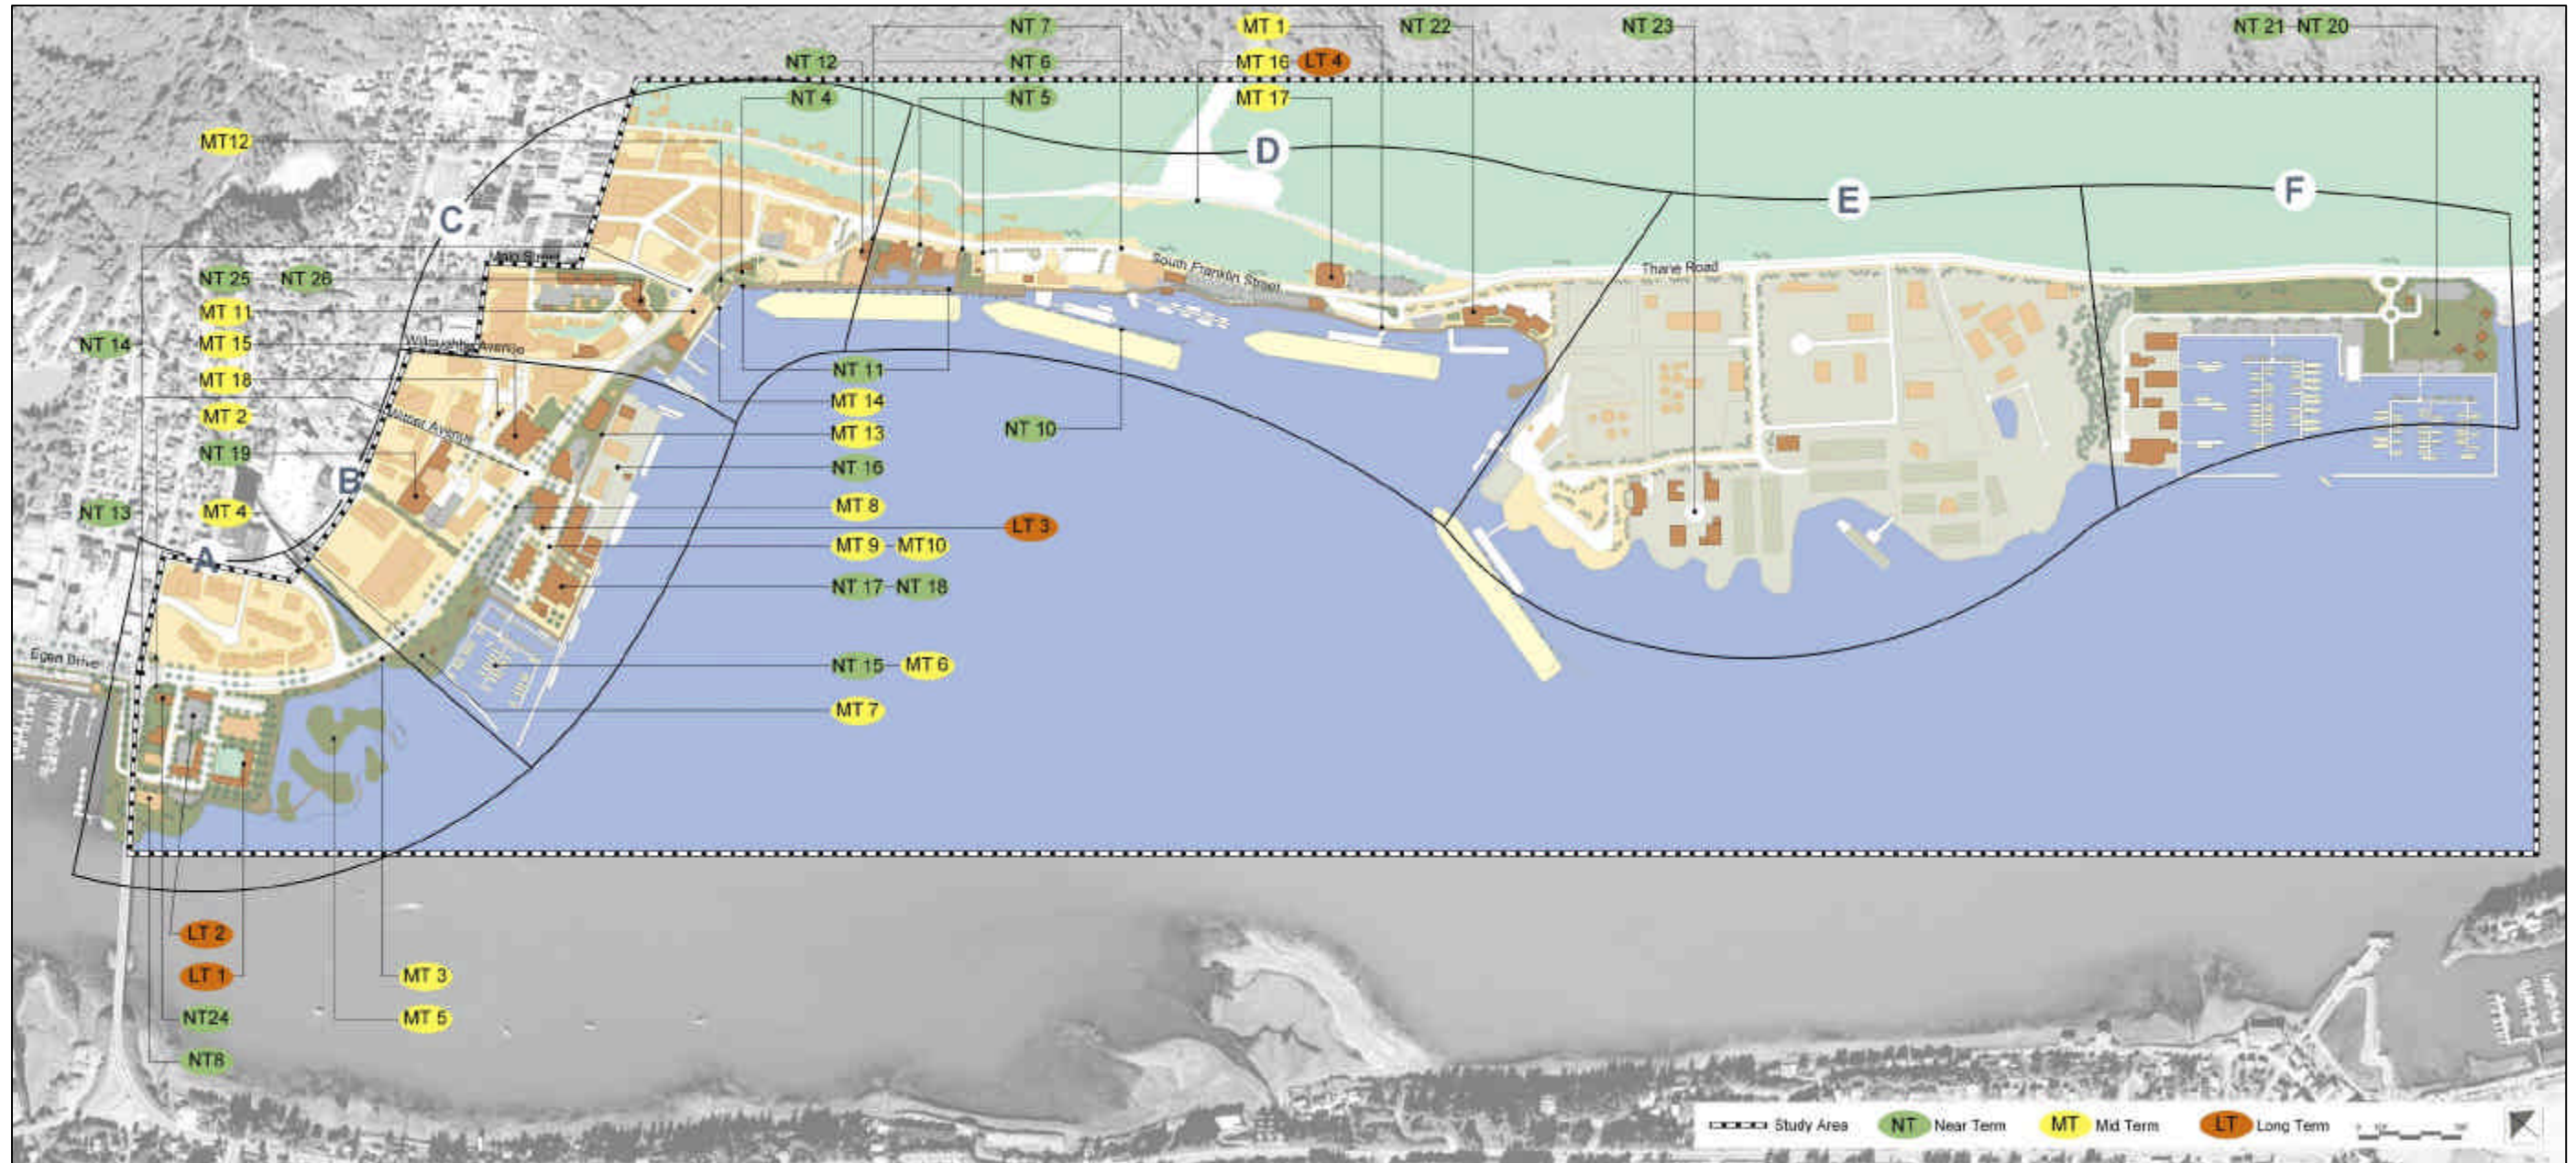 NT 7 MT 1 NT 22 NT 23 NT 21 NT 20
NT 12 NT 6 MT 16 LT 4
NT 4 NT 5 MT 17
MT12
D
F
E
C
Main Street
South Franklin Street
Thane Road
NT 25 NT 26
MT 11
NT 14 MT 15
Willoughby Avenue
NT 11
MT 18
MT 14
MT 2
Whittier Avenue
NT 10
MT 13
NT 19
NT 16
B
NT 13 MT 4
MT 8
LT 3
MT 9 MT10
A
NT 17 NT 18
Egan Drive
NT 15 MT 6
MT 7
LT 2
LT 1 MT 3
NT24 MT 5
NT8
Study Area NT Near Term MT Mid Term LT Long Term